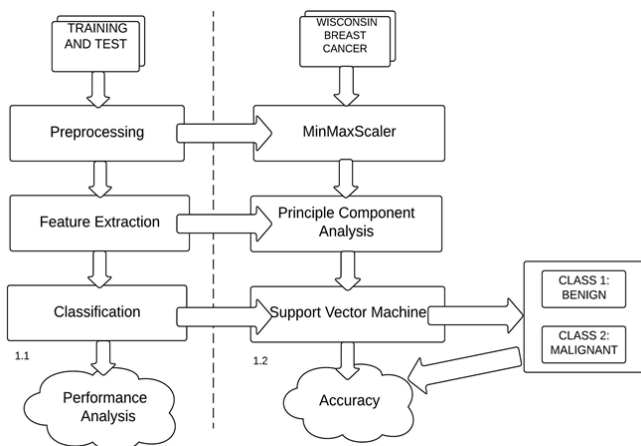 TRAINING
AND TEST
WISCONSIN
BREAST
CANCER
Preprocessing
MinMaxScaler
Feature Extraction
Principle Component
Analysis
CLASS 1:
BENIGN
Classification
Support Vector Machine
CLASS 2:
MALIGNANT
1.1
1.2
Performance
Analysis
Accuracy